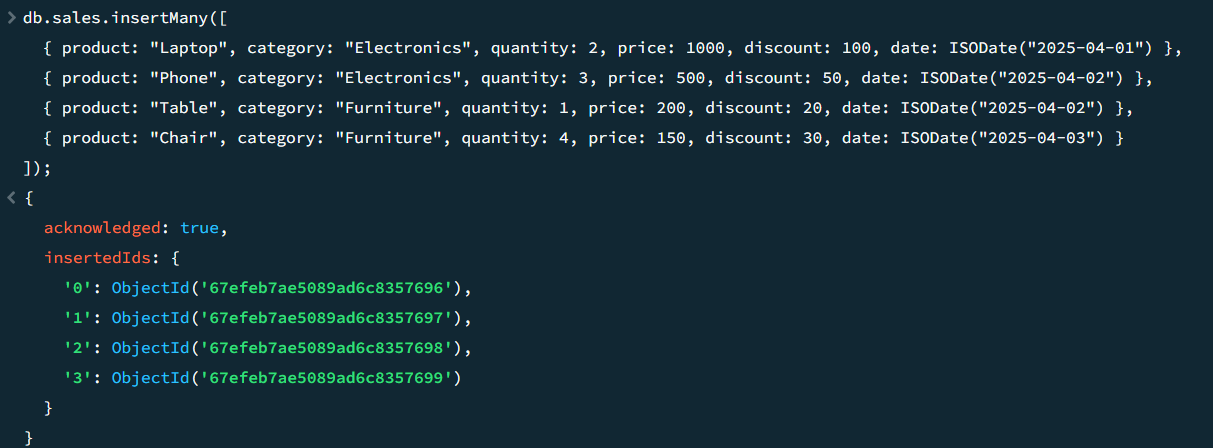 > db.sales.insertMany([
{ product: "Laptop", category: "Electronics", quantity: 2, price: 1000, discount: 100, date: ISODate("2025-04-01") },
{ product: "Phone", category: "Electronics", quantity: 3, price: 500, discount: 50, date: ISODate("2025-04-02") },
{ product: "Table", category: "Furniture", quantity: 1, price: 200, discount: 20, date: ISODate("2025-04-02") },
{ product: "Chair", category: "Furniture", quantity: 4, price: 150, discount: 30, date: ISODate("2025-04-03") }
]);
< {
acknowledged: true,
insertedIds: {
'0': ObjectId('67efeb7ae5089ad6c8357696'),
'1': ObjectId('67efeb7ae5089ad6c8357697'),
'2': ObjectId('67efeb7ae5089ad6c8357698'),
'3': ObjectId('67efeb7ae5089ad6c8357699')
}
}